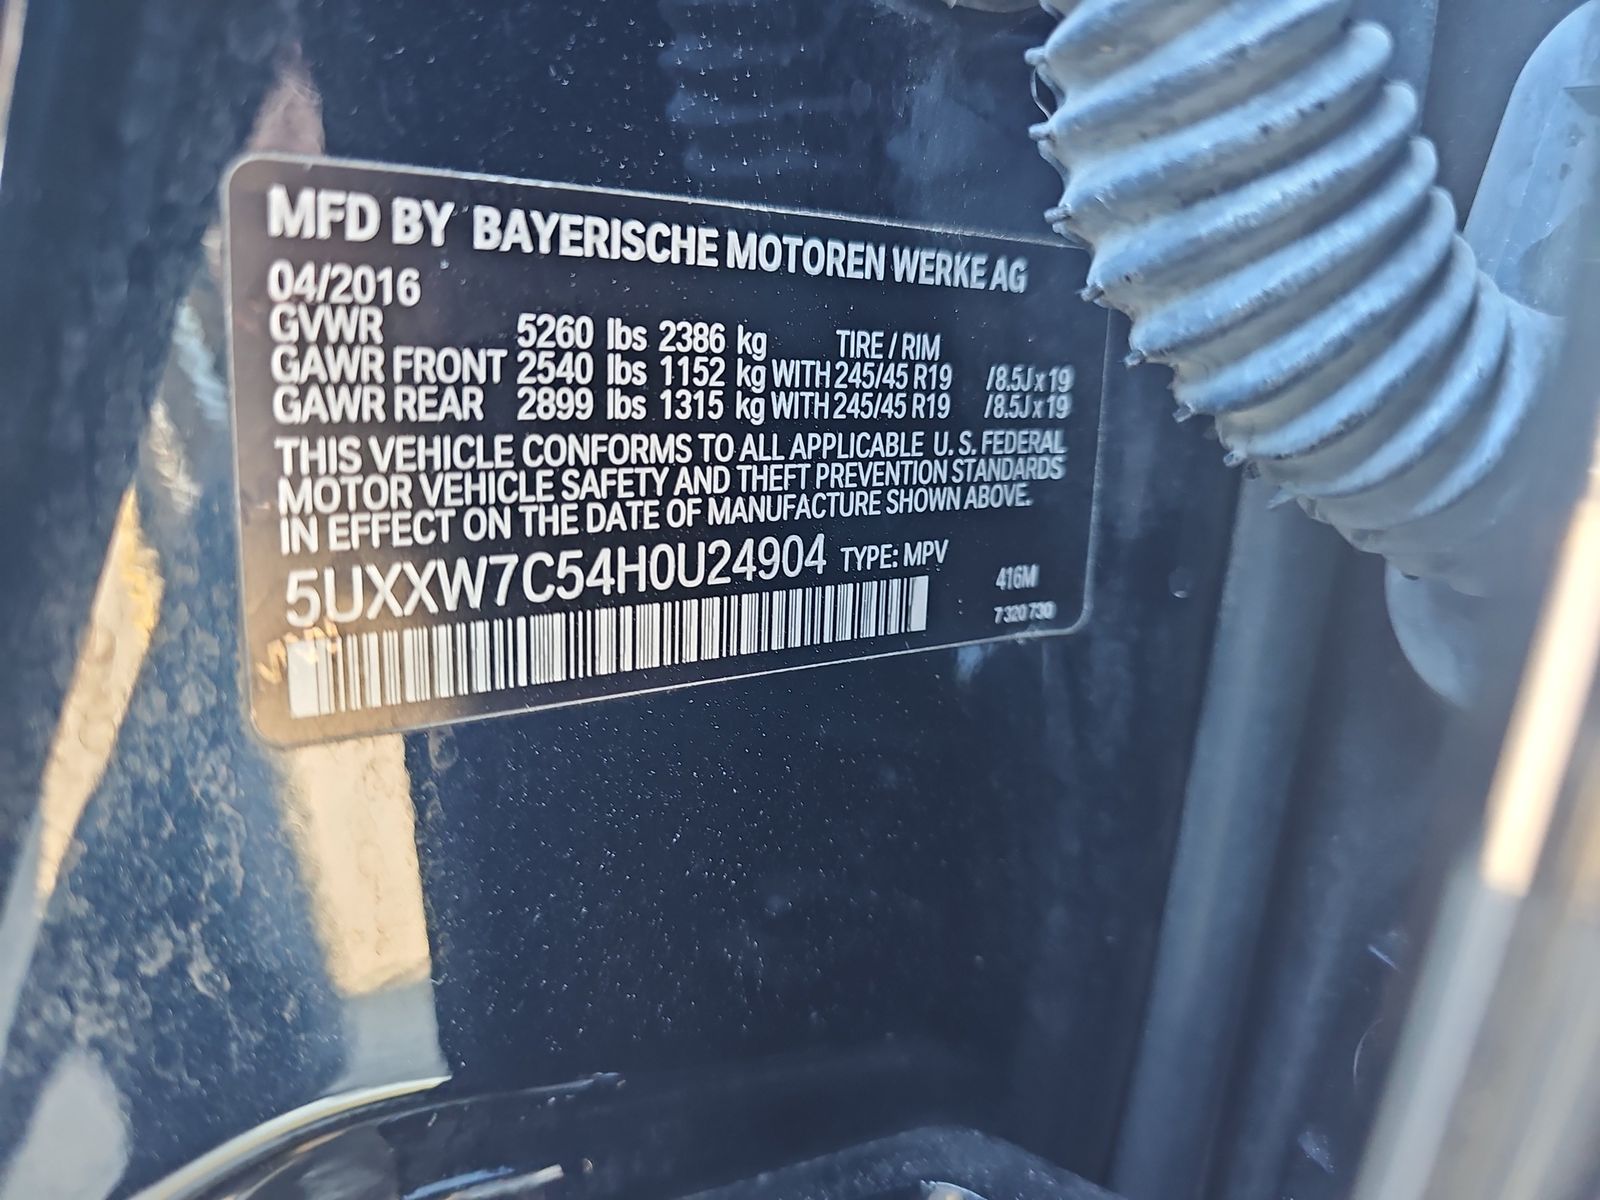 MFD BY BAYERISCHE MOTOREN WERKE AG
04/2016
GVWR 5260 lbs 2386 kg TIRE / RIM
GAWR FRONT 2540 lbs 1152 kg WITH 245/45 R19 /8.5J x 19
GAWR REAR 2899 lbs 1315 kg WITH 245/45 R19 /8.5J x 19
THIS VEHICLE CONFORMS TO ALL APPLICABLE U. S. FEDERAL
MOTOR VEHICLE SAFETY AND THEFT PREVENTION STANDARDS
IN EFFECT ON THE DATE OF MANUFACTURE SHOWN ABOVE.
5UXXW7C54H0U24904 TYPE: MPV
416M
7 320 730